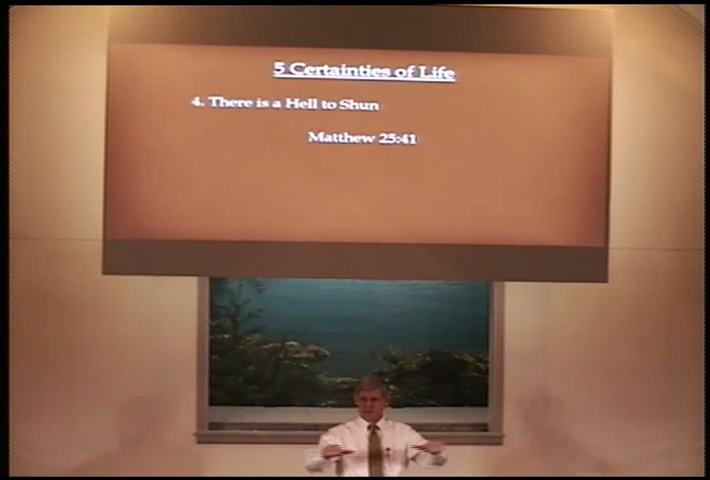 5 Certainties of Life
4. There is a Hell to Shun
Matthew 25:41